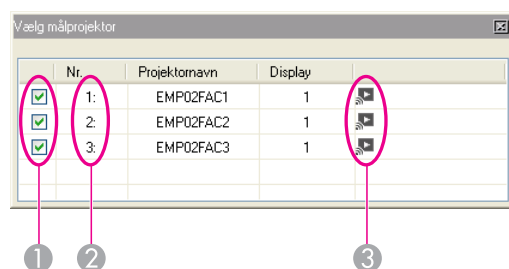 Vælg målprojektor
Nr. Projektornavn Display
1: EMP02FAC1 1
2: EMP02FAC2 1
3: EMP02FAC3 1
1 2 3